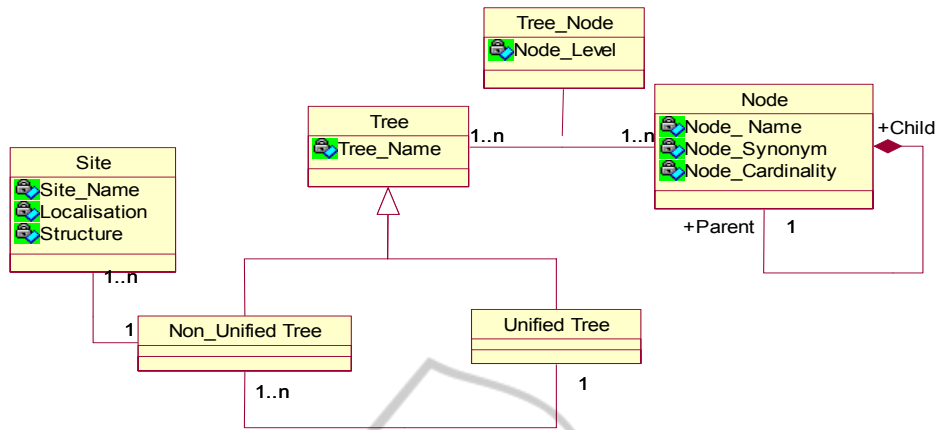 Tree_Node
Node_Level
Node
Node_ Name
Node_Synonym
Node_Cardinality
+Child
+Parent
1
Tree
Tree_Name
1..n
1..n
Site
Site_Name
Localisation
Structure
1..n
1
Non_Unified Tree
Unified Tree
1..n
1